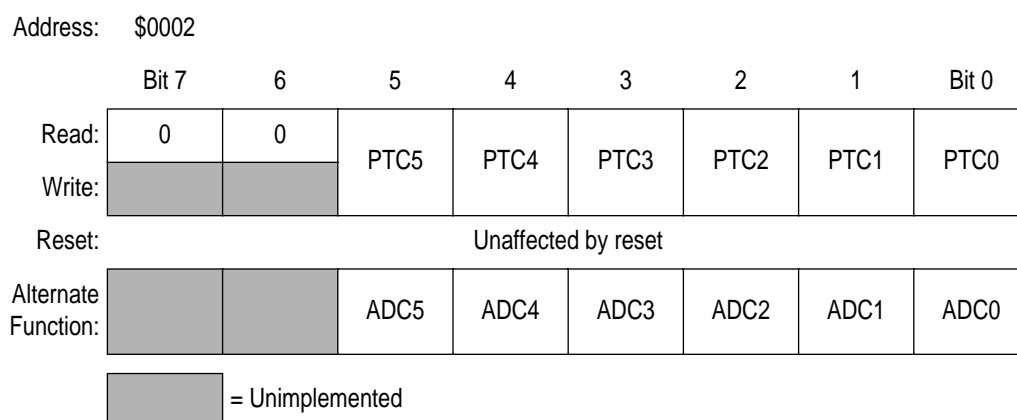 Address: $0002
Bit 7 6 5 4 3 2 1 Bit 0
Read: 0 0 PTC5 PTC4 PTC3 PTC2 PTC1 PTC0
Write:
Reset: Unaffected by reset
Alternate
Function: ADC5 ADC4 ADC3 ADC2 ADC1 ADC0
= Unimplemented